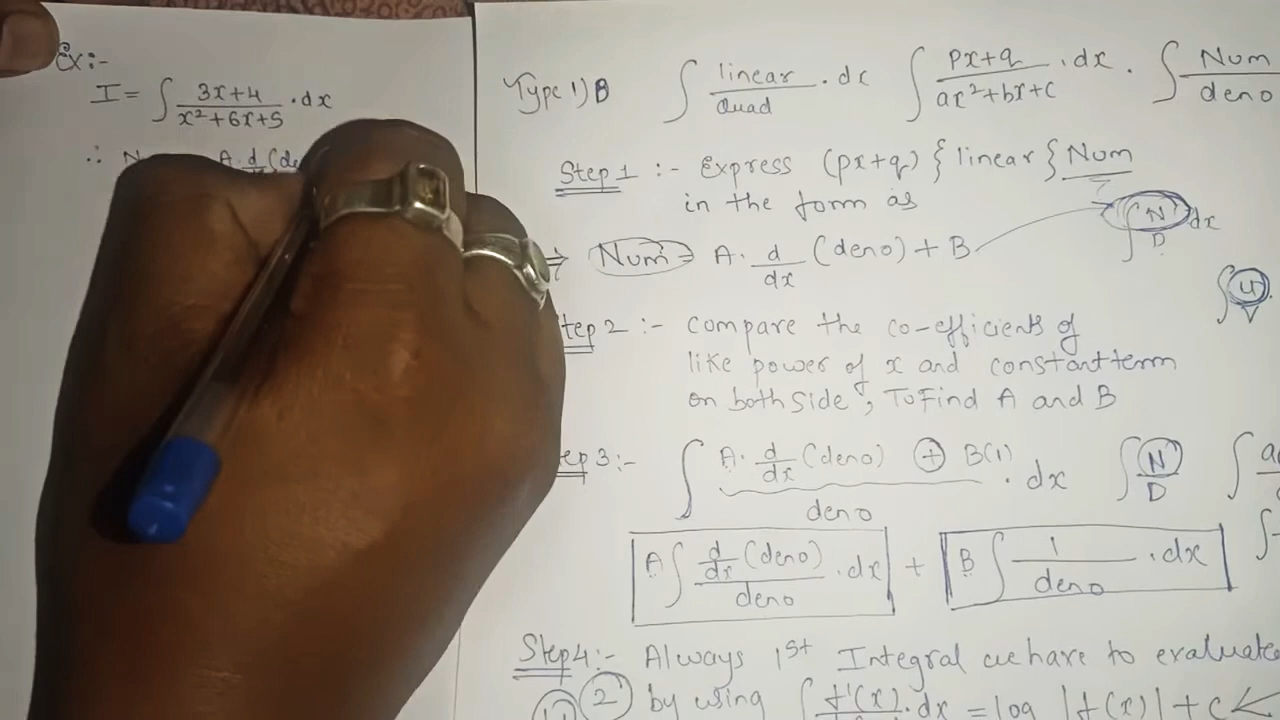 Ex:-
I = ∫ 3x+4 / x²+6x+5 . dx
∴ N A. d (de
Type 1) B ∫ linear / Quad . dx ∫ px+q / ax²+bx+c . dx . ∫ Num / deno
Step 1 :- Express (px+q) { linear } Num
in the form as
∫ N / D dx
⇒ Num = A. d/dx (deno) + B
∫ u
v
tep 2 :- compare the co-efficients of
like power of x and constant term
on both side, To Find A and B
ep 3:- ∫ A. d/dx (deno) + B(1) / deno . dx ∫ N / D ∫
A ∫ d/dx (deno) / deno . dx + B ∫ 1 / deno . dx ∫
Step 4:- Always 1st Integral we have to evaluate
2 by using ∫ f'(x) . dx = log |f(x)| + c